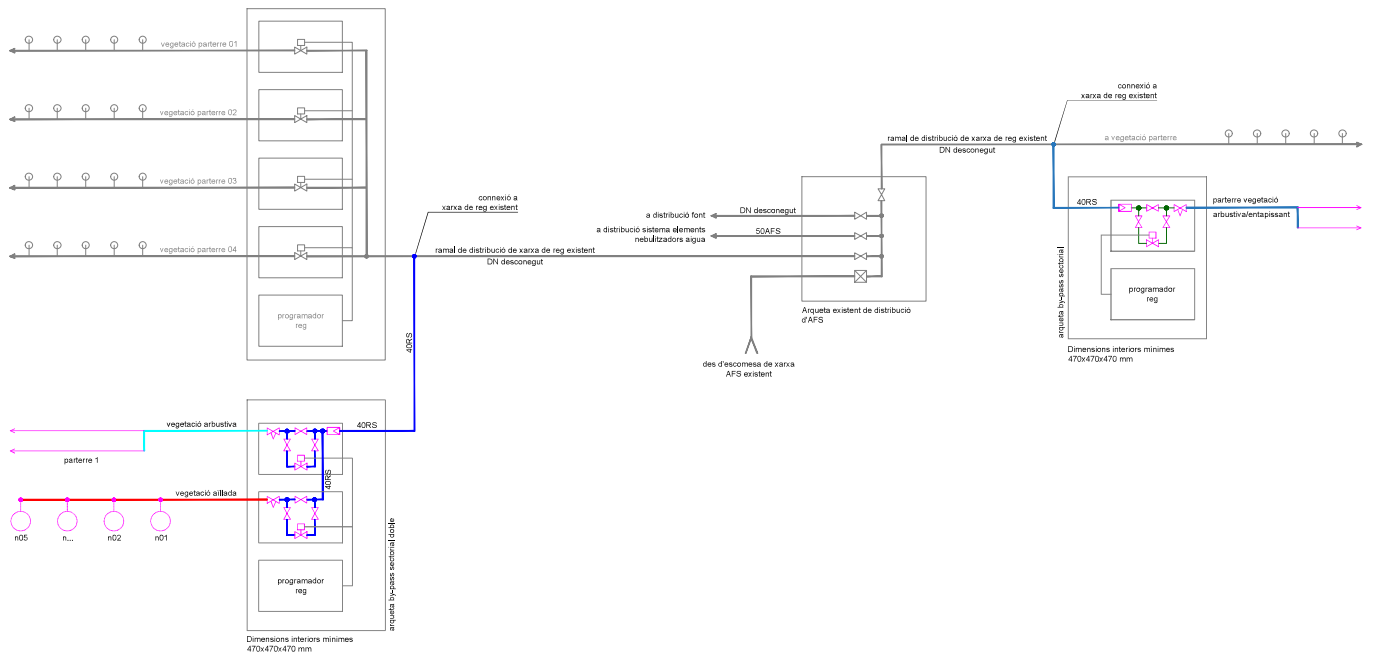 vegetació parterre 01
vegetació parterre 02
vegetació parterre 03
vegetació parterre 04
programador
reg
connexió a
xarxa de reg existent
ramal de distribució de xarxa de reg existent
DN desconegut
40RS
a distribució font
DN desconegut
a distribució sistema elements
nebulitzadors aigua
50AFS
Arqueta existent de distribució
d'AFS
des d'escomesa de xarxa
AFS existent
ramal de distribució de xarxa de reg existent
DN desconegut
connexió a
xarxa de reg existent
a vegetació parterre
40RS
parterre vegetació
arbustiva/entapissant
programador
reg
arqueta by-pass sectorial
Dimensions interiors mínimes
470x470x470 mm
vegetació arbustiva
parterre 1
40RS
40RS
vegetació aïllada
n05
n...
n02
n01
programador
reg
arqueta by-pass sectorial doble
Dimensions interiors mínimes
470x470x470 mm